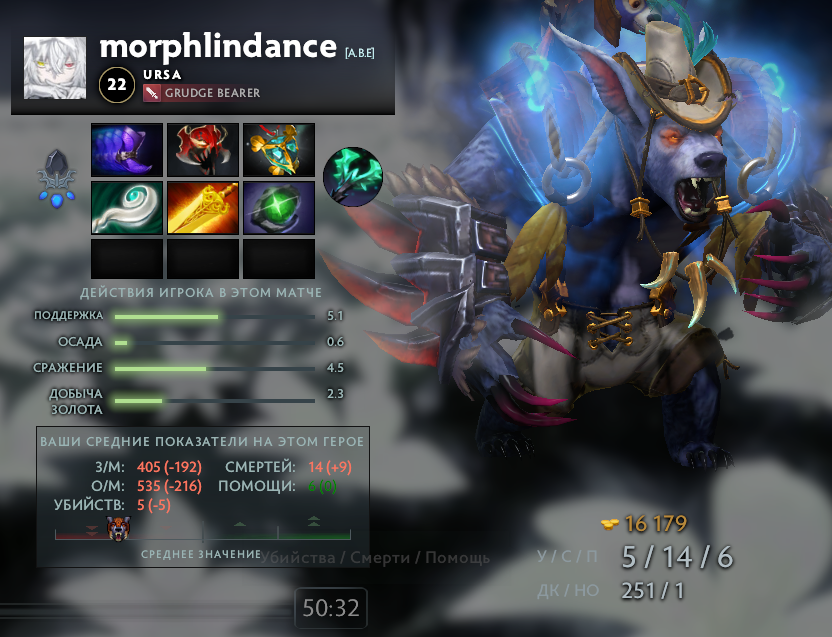 morphlindance [A.B.E]
22
URSA
GRUDGE BEARER
ДЕЙСТВИЯ ИГРОКА В ЭТОМ МАТЧЕ
ПОДДЕРЖКА 5.1
ОСАДА 0.6
СРАЖЕНИЕ 4.5
ДОБЫЧА
ЗОЛОТА 2.3
ВАШИ СРЕДНИЕ ПОКАЗАТЕЛИ НА ЭТОМ ГЕРОЕ
З/М: 405 (-192) СМЕРТЕЙ: 14 (+9)
О/М: 535 (-216) ПОМОЩИ: 6 (0)
УБИЙСТВ: 5 (-5)
СРЕДНЕЕ ЗНАЧЕНИЕ
Убийства / Смерти / Помощь
16 179
У / С / П 5 / 14 / 6
ДК / НО 251 / 1
50:32